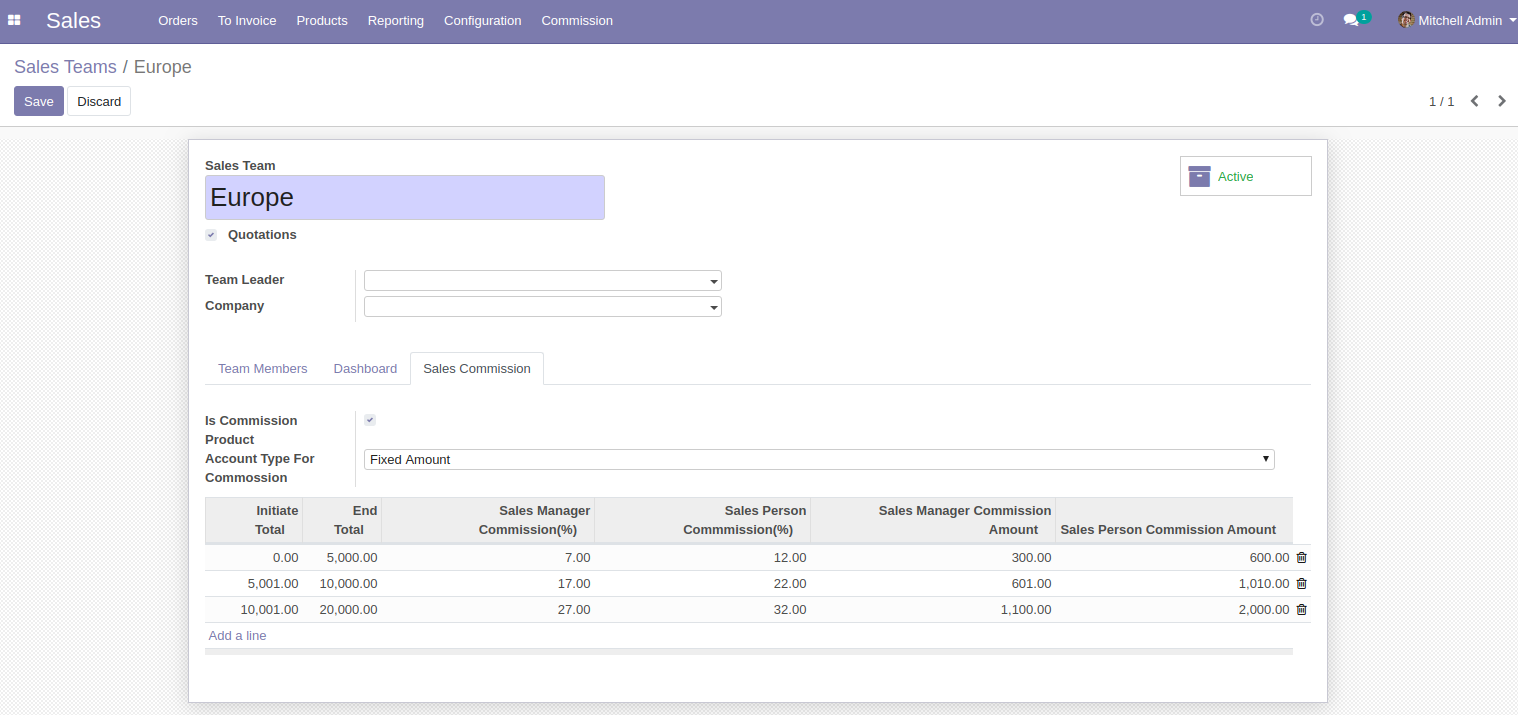 Sales Orders To Invoice Products Reporting Configuration Commission 1 Mitchell Admin
Sales Teams / Europe
Save Discard 1 / 1
Sales Team
Europe
Active
Quotations
Team Leader
Company
Team Members Dashboard Sales Commission
Is Commission
Product
Account Type For
Commossion
Fixed Amount
Initiate Total End Total Sales Manager Commission(%) Sales Person Commmission(%) Sales Manager Commission Amount Sales Person Commission Amount
0.00 5,000.00 7.00 12.00 300.00 600.00
5,001.00 10,000.00 17.00 22.00 601.00 1,010.00
10,001.00 20,000.00 27.00 32.00 1,100.00 2,000.00
Add a line